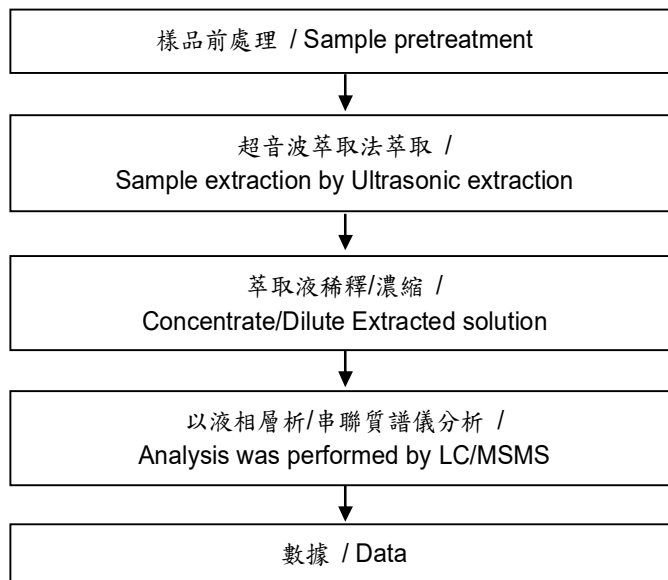 樣品前處理 / Sample pretreatment
超音波萃取法萃取 /
Sample extraction by Ultrasonic extraction
萃取液稀釋/濃縮 /
Concentrate/Dilute Extracted solution
以液相層析/串聯質譜儀分析 /
Analysis was performed by LC/MSMS
數據 / Data